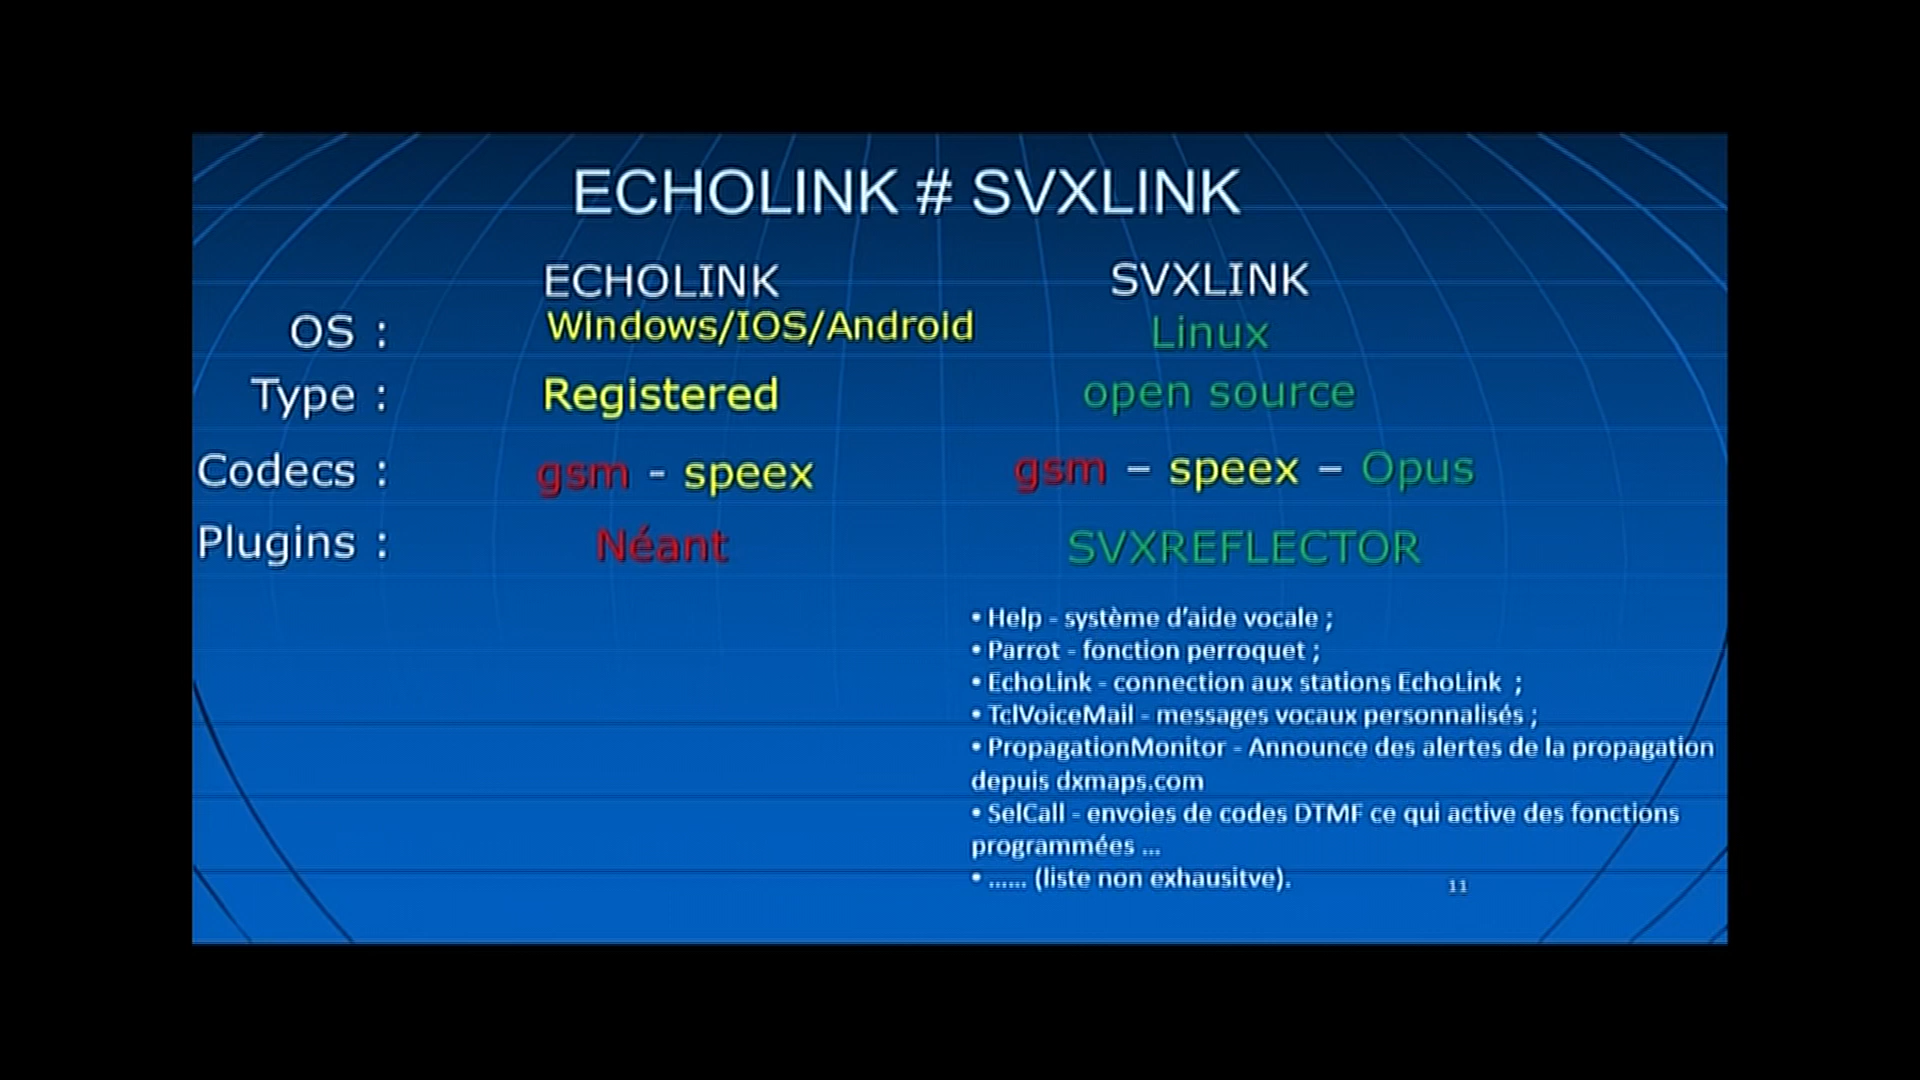 ECHOLINK # SVXLINK
ECHOLINK SVXLINK
OS : Windows/IOS/Android Linux
Type : Registered open source
Codecs : gsm - speex gsm – speex – Opus
Plugins : Néant SVXREFLECTOR
• Help - système d'aide vocale ;
• Parrot - fonction perroquet ;
• EchoLink - connection aux stations EchoLink ;
• TclVoiceMail - messages vocaux personnalisés ;
• PropagationMonitor - Announce des alertes de la propagation
depuis dxmaps.com
• SelCall - envoies de codes DTMF ce qui active des fonctions
programmées ...
• ...... (liste non exhausitve).
11